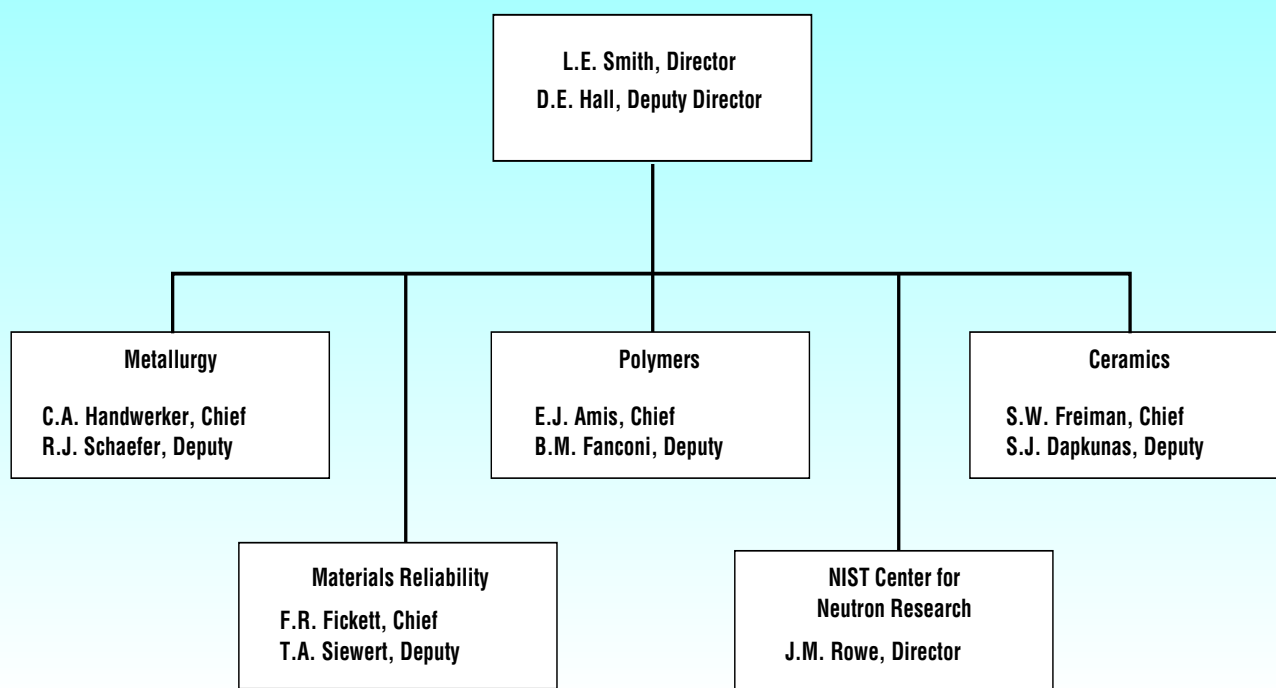 L.E. Smith, Director
D.E. Hall, Deputy Director
Metallurgy
C.A. Handwerker, Chief
R.J. Schaefer, Deputy
Polymers
E.J. Amis, Chief
B.M. Fanconi, Deputy
Ceramics
S.W. Freiman, Chief
S.J. Dapkunas, Deputy
Materials Reliability
F.R. Fickett, Chief
T.A. Siewert, Deputy
NIST Center for
Neutron Research
J.M. Rowe, Director